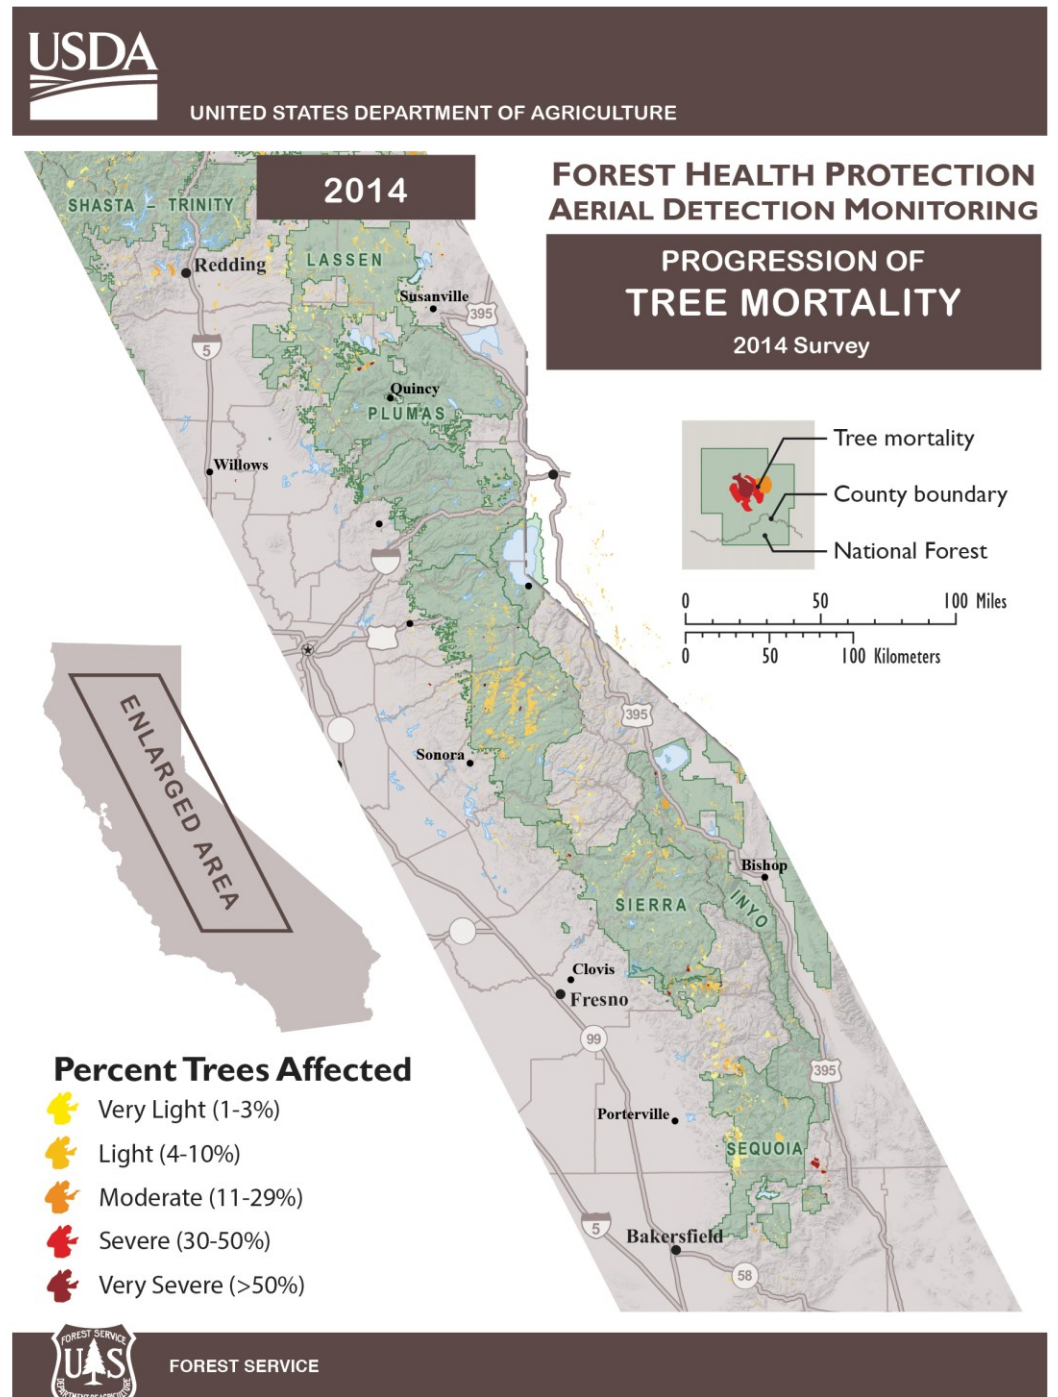 USDA
UNITED STATES DEPARTMENT OF AGRICULTURE
2014
FOREST HEALTH PROTECTION
AERIAL DETECTION MONITORING
PROGRESSION OF
TREE MORTALITY
2014 Survey
SHASTA – TRINITY
Redding
LASSEN
Susanville
395
5
Quincy
PLUMAS
Willows
Tree mortality
County boundary
National Forest
0 50 100 Miles
0 50 100 Kilometers
ENLARGED AREA
395
Sonora
Bishop
SIERRA
INYO
Clovis
Fresno
99
395
Porterville
SEQUOIA
5
Bakersfield
58
Percent Trees Affected
Very Light (1-3%)
Light (4-10%)
Moderate (11-29%)
Severe (30-50%)
Very Severe (>50%)
FOREST SERVICE
U S
DEPARTMENT OF AGRICULTURE
FOREST SERVICE